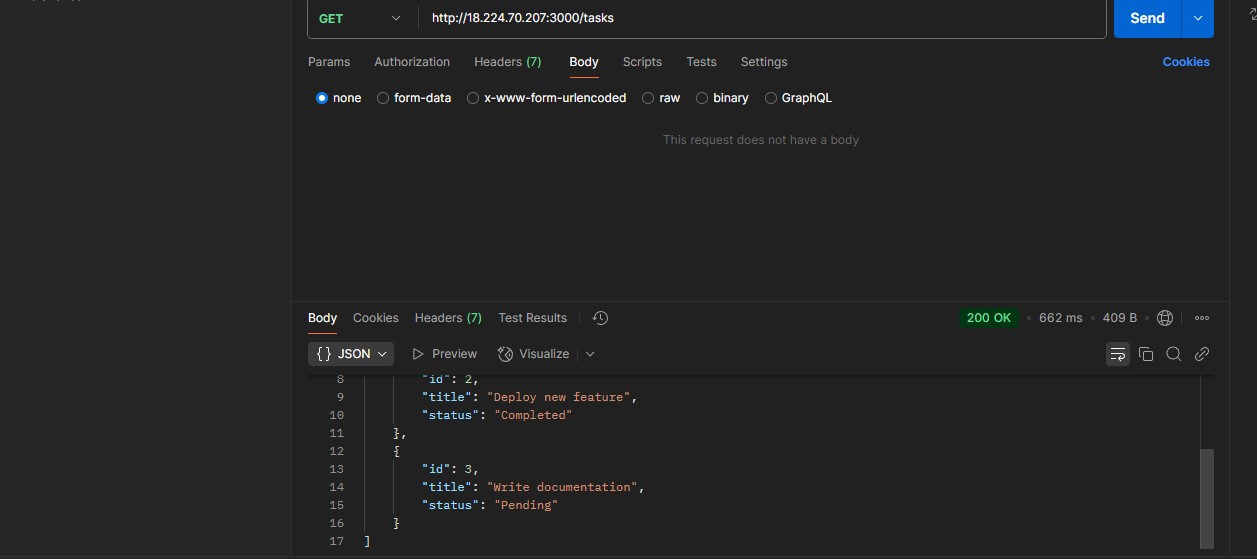 GET http://18.224.70.207:3000/tasks Send
Params Authorization Headers (7) Body Scripts Tests Settings Cookies
none form-data x-www-form-urlencoded raw binary GraphQL
This request does not have a body
Body Cookies Headers (7) Test Results 200 OK • 662 ms • 409 B •
{} JSON Preview Visualize
8 "id": 2,
9 "title": "Deploy new feature",
10 "status": "Completed"
11 },
12 {
13 "id": 3,
14 "title": "Write documentation",
15 "status": "Pending"
16 }
17 ]